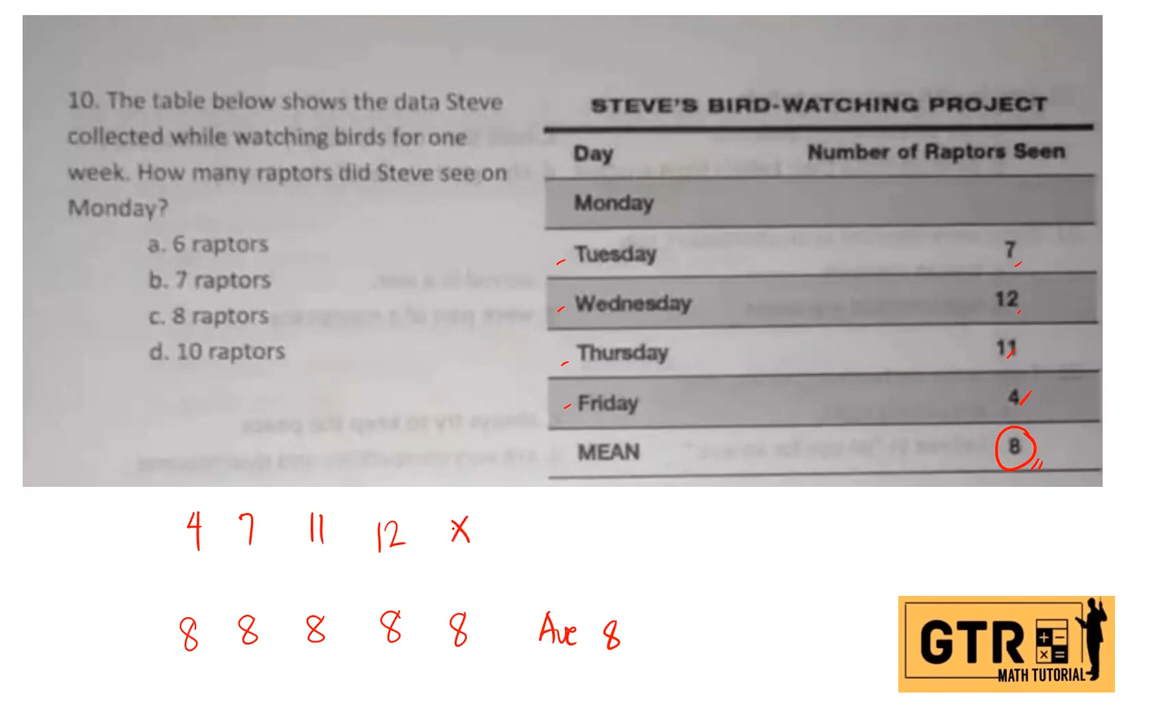 10. The table below shows the data Steve
collected while watching birds for one
week. How many raptors did Steve see on
Monday?
a. 6 raptors
b. 7 raptors
c. 8 raptors
d. 10 raptors
STEVE'S BIRD-WATCHING PROJECT
Day Number of Raptors Seen
Monday
Tuesday 7
Wednesday 12
Thursday 11
Friday 4
MEAN 8
4 7 11 12 x
8 8 8 8 8 Ave 8
GTR
MATH TUTORIAL